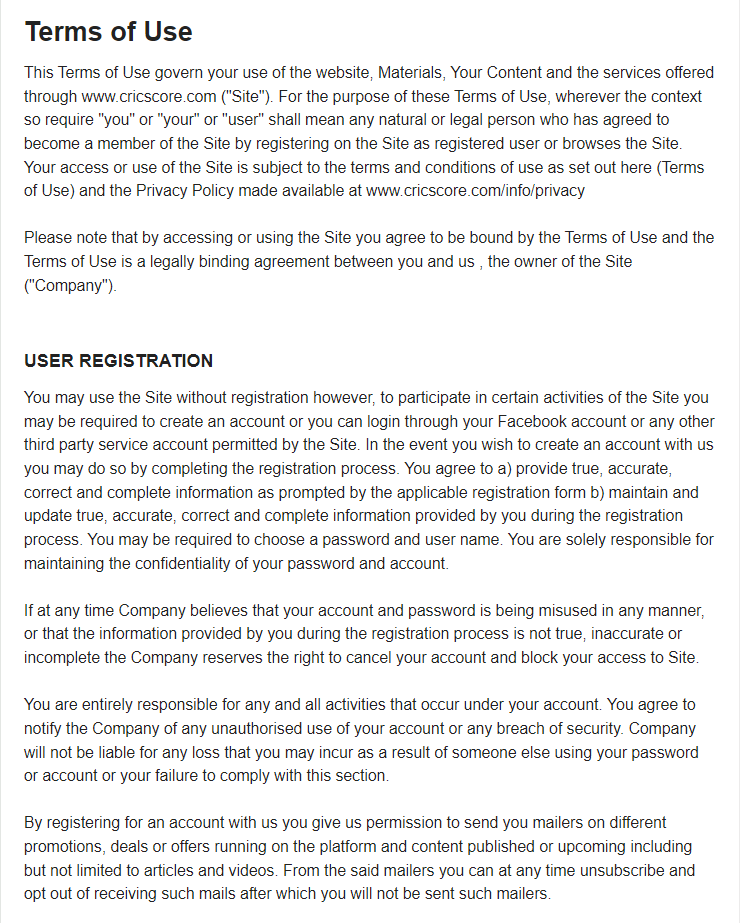 Terms of Use
This Terms of Use govern your use of the website, Materials, Your Content and the services offered
through www.cricscore.com ("Site"). For the purpose of these Terms of Use, wherever the context
so require "you" or "your" or "user" shall mean any natural or legal person who has agreed to
become a member of the Site by registering on the Site as registered user or browses the Site.
Your access or use of the Site is subject to the terms and conditions of use as set out here (Terms
of Use) and the Privacy Policy made available at www.cricscore.com/info/privacy
Please note that by accessing or using the Site you agree to be bound by the Terms of Use and the
Terms of Use is a legally binding agreement between you and us , the owner of the Site
("Company").
USER REGISTRATION
You may use the Site without registration however, to participate in certain activities of the Site you
may be required to create an account or you can login through your Facebook account or any other
third party service account permitted by the Site. In the event you wish to create an account with us
you may do so by completing the registration process. You agree to a) provide true, accurate,
correct and complete information as prompted by the applicable registration form b) maintain and
update true, accurate, correct and complete information provided by you during the registration
process. You may be required to choose a password and user name. You are solely responsible for
maintaining the confidentiality of your password and account.
If at any time Company believes that your account and password is being misused in any manner,
or that the information provided by you during the registration process is not true, inaccurate or
incomplete the Company reserves the right to cancel your account and block your access to Site.
You are entirely responsible for any and all activities that occur under your account. You agree to
notify the Company of any unauthorised use of your account or any breach of security. Company
will not be liable for any loss that you may incur as a result of someone else using your password
or account or your failure to comply with this section.
By registering for an account with us you give us permission to send you mailers on different
promotions, deals or offers running on the platform and content published or upcoming including
but not limited to articles and videos. From the said mailers you can at any time unsubscribe and
opt out of receiving such mails after which you will not be sent such mailers.